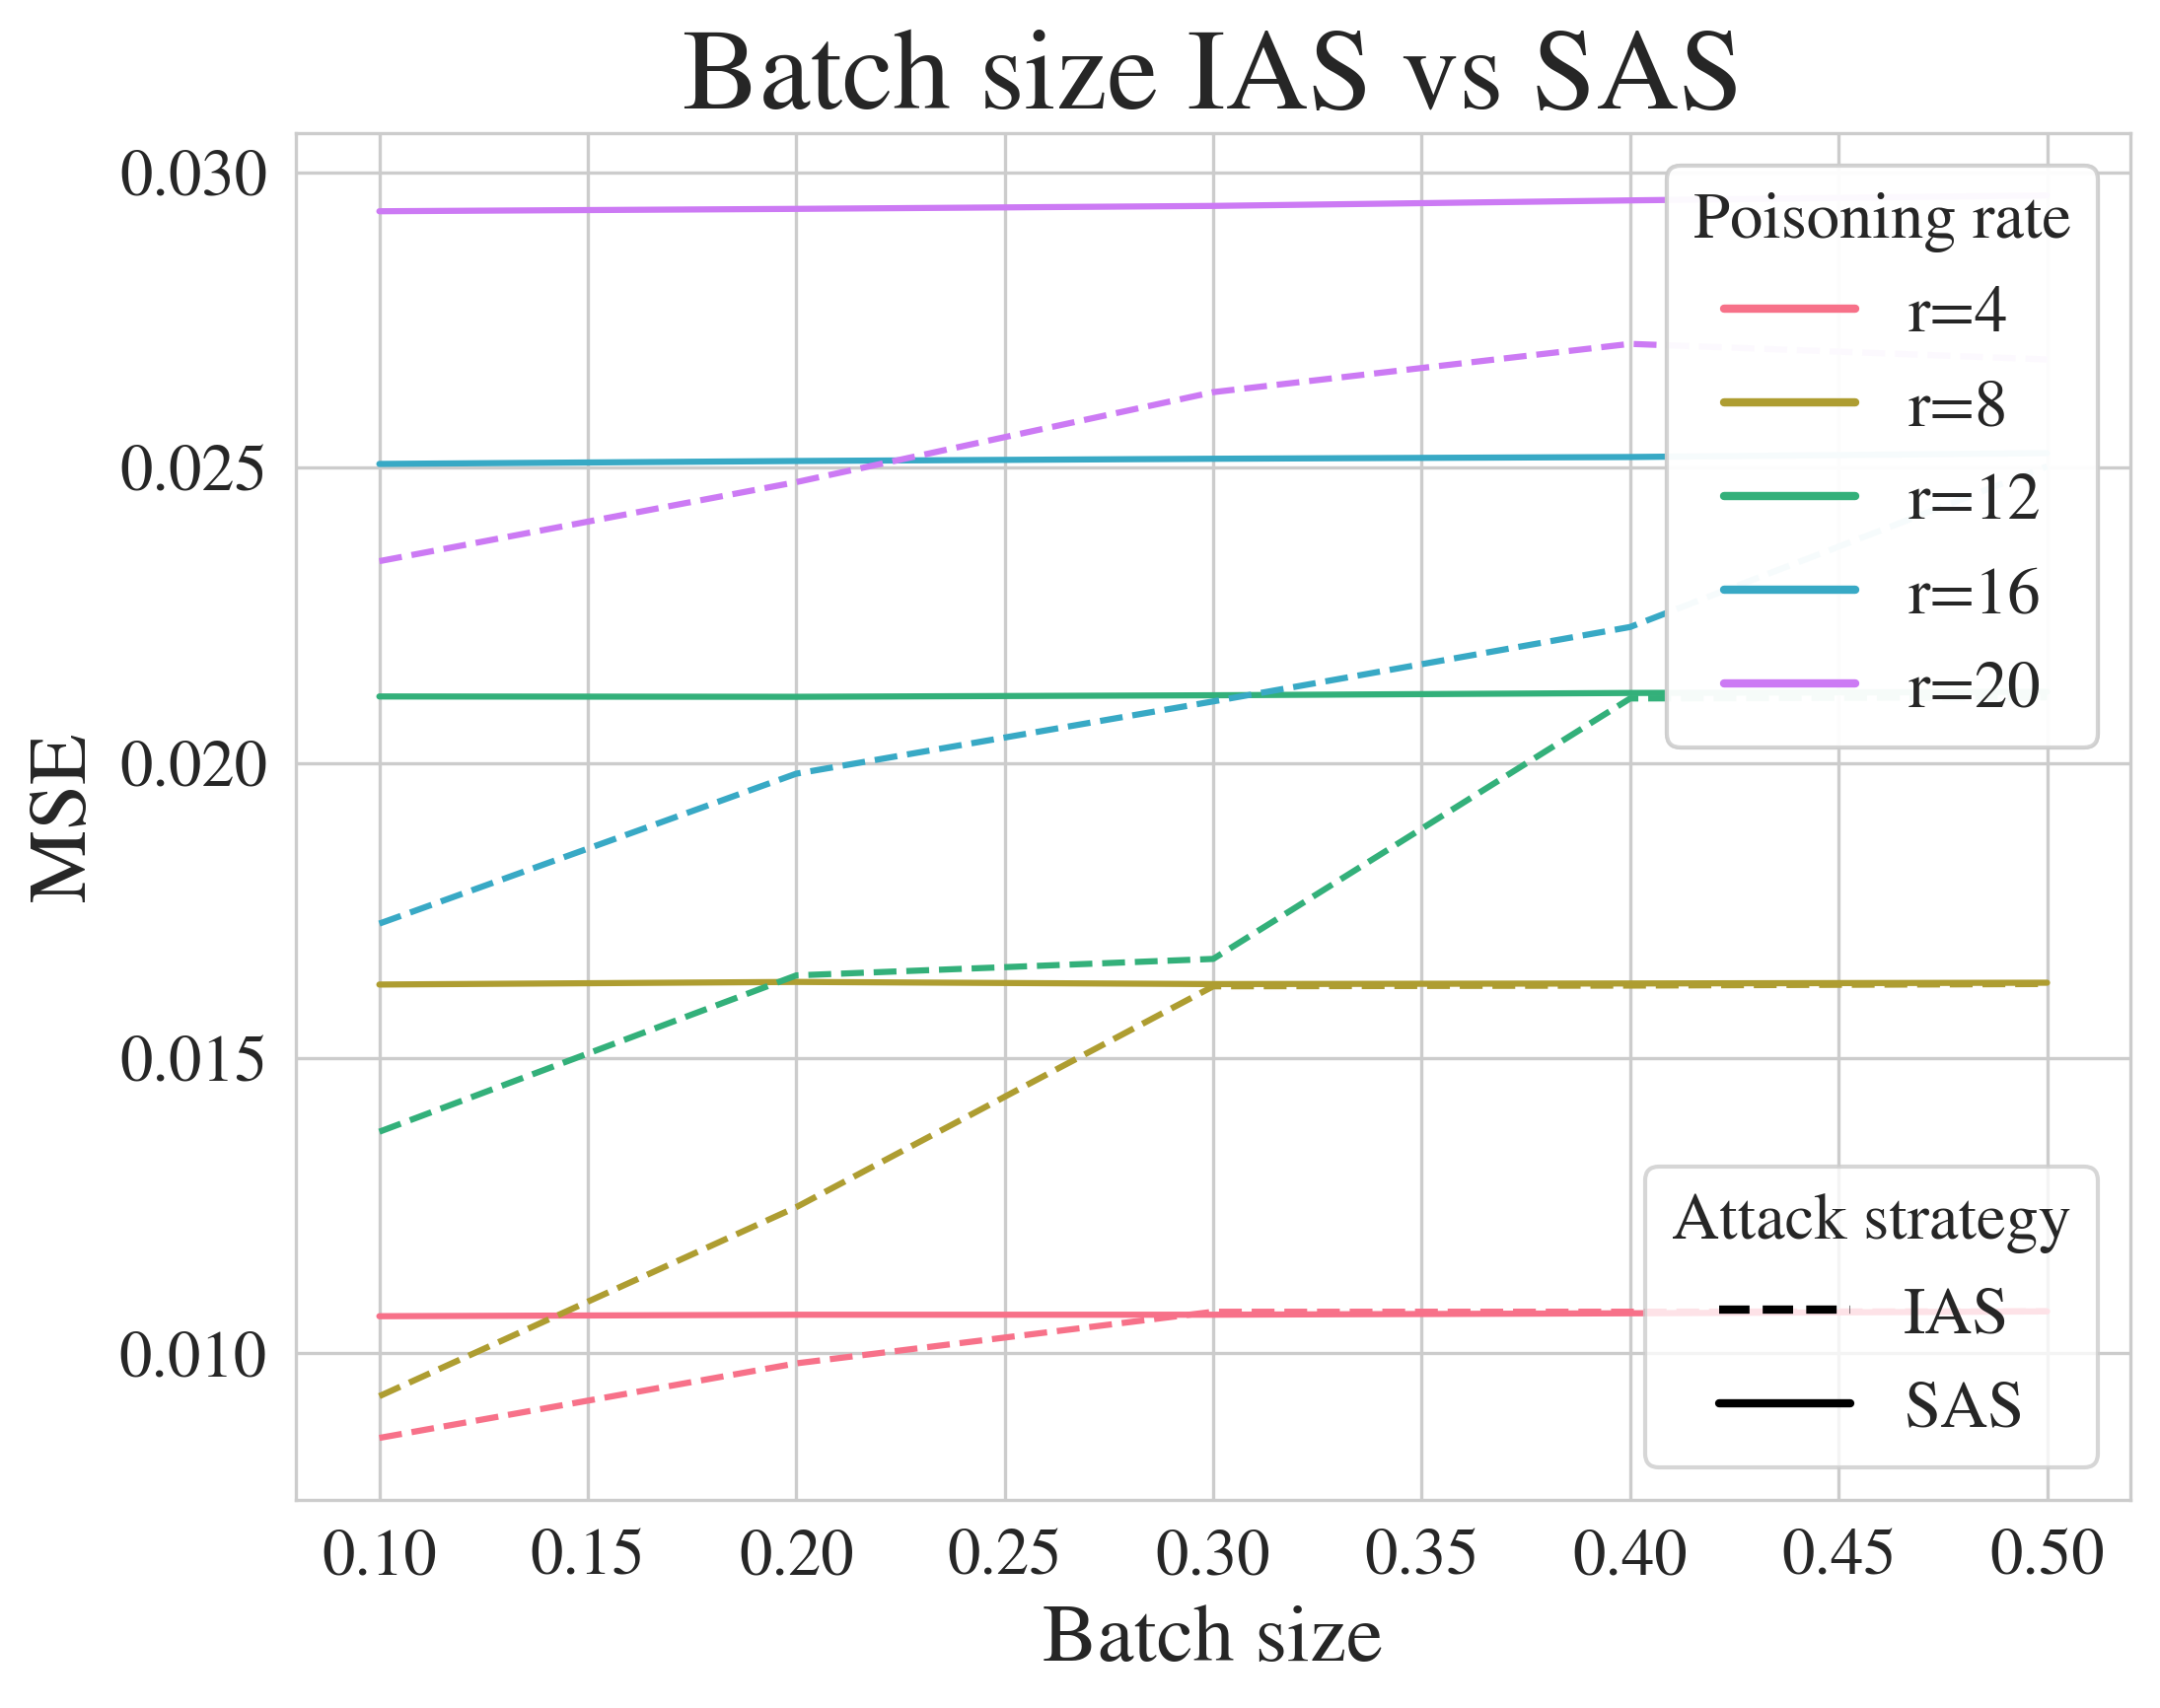 Batch size IAS vs SAS
0.030
0.025
0.020
0.015
0.010
MSE
Poisoning rate
r=4
r=8
r=12
r=16
r=20
Attack strategy
IAS
SAS
0.10 0.15 0.20 0.25 0.30 0.35 0.40 0.45 0.50
Batch size